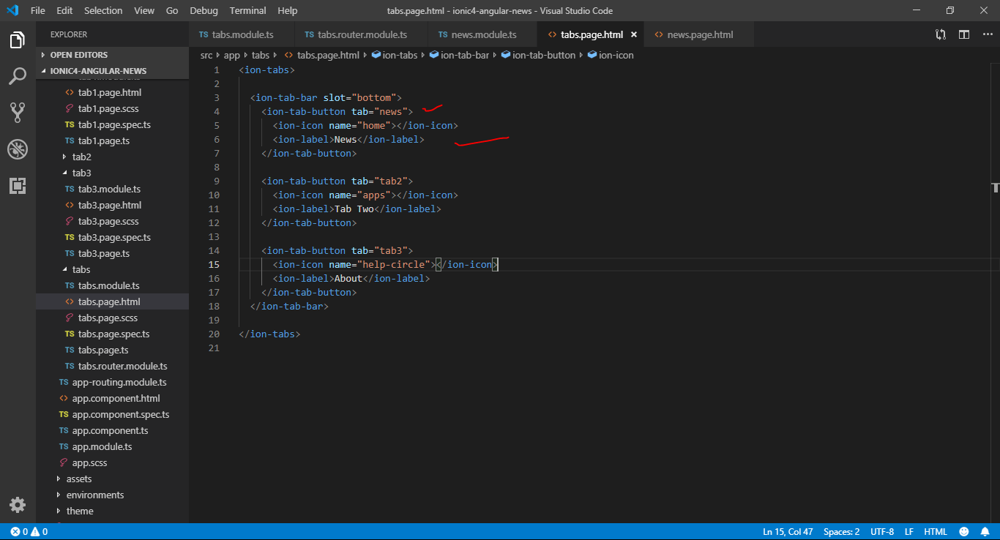 File Edit Selection View Go Debug Terminal Help tabs.page.html - ionic4-angular-news - Visual Studio Code
EXPLORER
OPEN EDITORS
IONIC4-ANGULAR-NEWS
tab1.page.html
tab1.page.scss
TS tab1.page.spec.ts
TS tab1.page.ts
tab2
tab3
TS tab3.module.ts
tab3.page.html
tab3.page.scss
TS tab3.page.spec.ts
TS tab3.page.ts
tabs
TS tabs.module.ts
<> tabs.page.html
tabs.page.scss
TS tabs.page.spec.ts
TS tabs.page.ts
TS tabs.router.module.ts
TS app-routing.module.ts
<> app.component.html
TS app.component.spec.ts
TS app.component.ts
TS app.module.ts
app.scss
assets
environments
theme
TS tabs.module.ts TS tabs.router.module.ts TS news.module.ts <> tabs.page.html × <> news.page.html
src app tabs <> tabs.page.html ion-tabs ion-tab-bar ion-tab-button ion-icon
1 <ion-tabs>
2
3 <ion-tab-bar slot="bottom">
4 <ion-tab-button tab="news">
5 <ion-icon name="home"></ion-icon>
6 <ion-label>News</ion-label>
7 </ion-tab-button>
8
9 <ion-tab-button tab="tab2">
10 <ion-icon name="apps"></ion-icon>
11 <ion-label>Tab Two</ion-label>
12 </ion-tab-button>
13
14 <ion-tab-button tab="tab3">
15 <ion-icon name="help-circle"></ion-icon>
16 <ion-label>About</ion-label>
17 </ion-tab-button>
18 </ion-tab-bar>
19
20 </ion-tabs>
21
0 0 Ln 15, Col 47 Spaces: 2 UTF-8 LF HTML